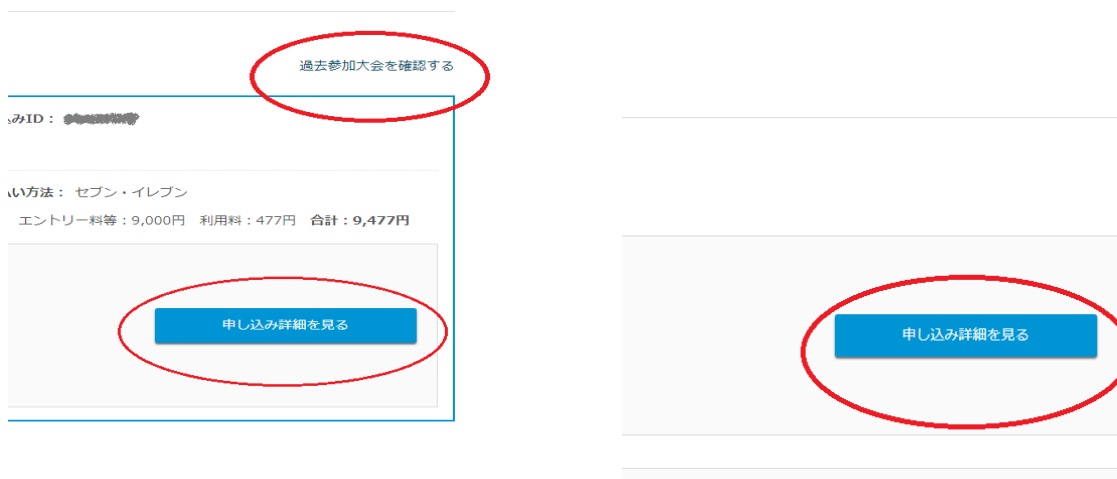 過去参加大会を確認する
込みID：
払い方法： セブン・イレブン
エントリー料等：9,000円 利用料：477円 合計：9,477円
申し込み詳細を見る
申し込み詳細を見る